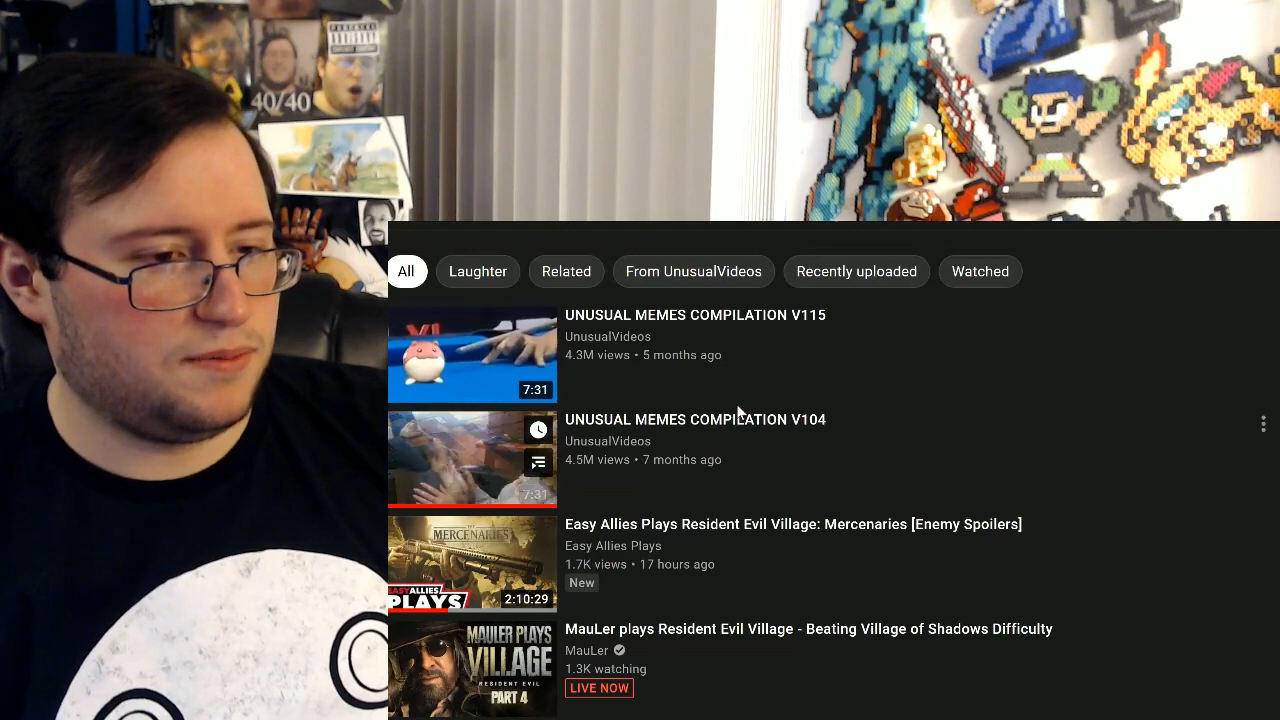 PARENTAL
ADVISORY
EXPLICIT CONTENT
40/40
All
Laughter
Related
From UnusualVideos
Recently uploaded
Watched
UNUSUAL MEMES COMPILATION V115
UnusualVideos
4.3M views • 5 months ago
7:31
UNUSUAL MEMES COMPILATION V104
UnusualVideos
4.5M views • 7 months ago
7:31
MERCENARIES
EASY ALLIES
PLAYS
2:10:29
Easy Allies Plays Resident Evil Village: Mercenaries [Enemy Spoilers]
Easy Allies Plays
1.7K views • 17 hours ago
New
MAULER PLAYS
VILLAGE
RESIDENT EVIL
PART 4
MauLer plays Resident Evil Village - Beating Village of Shadows Difficulty
MauLer
1.3K watching
LIVE NOW